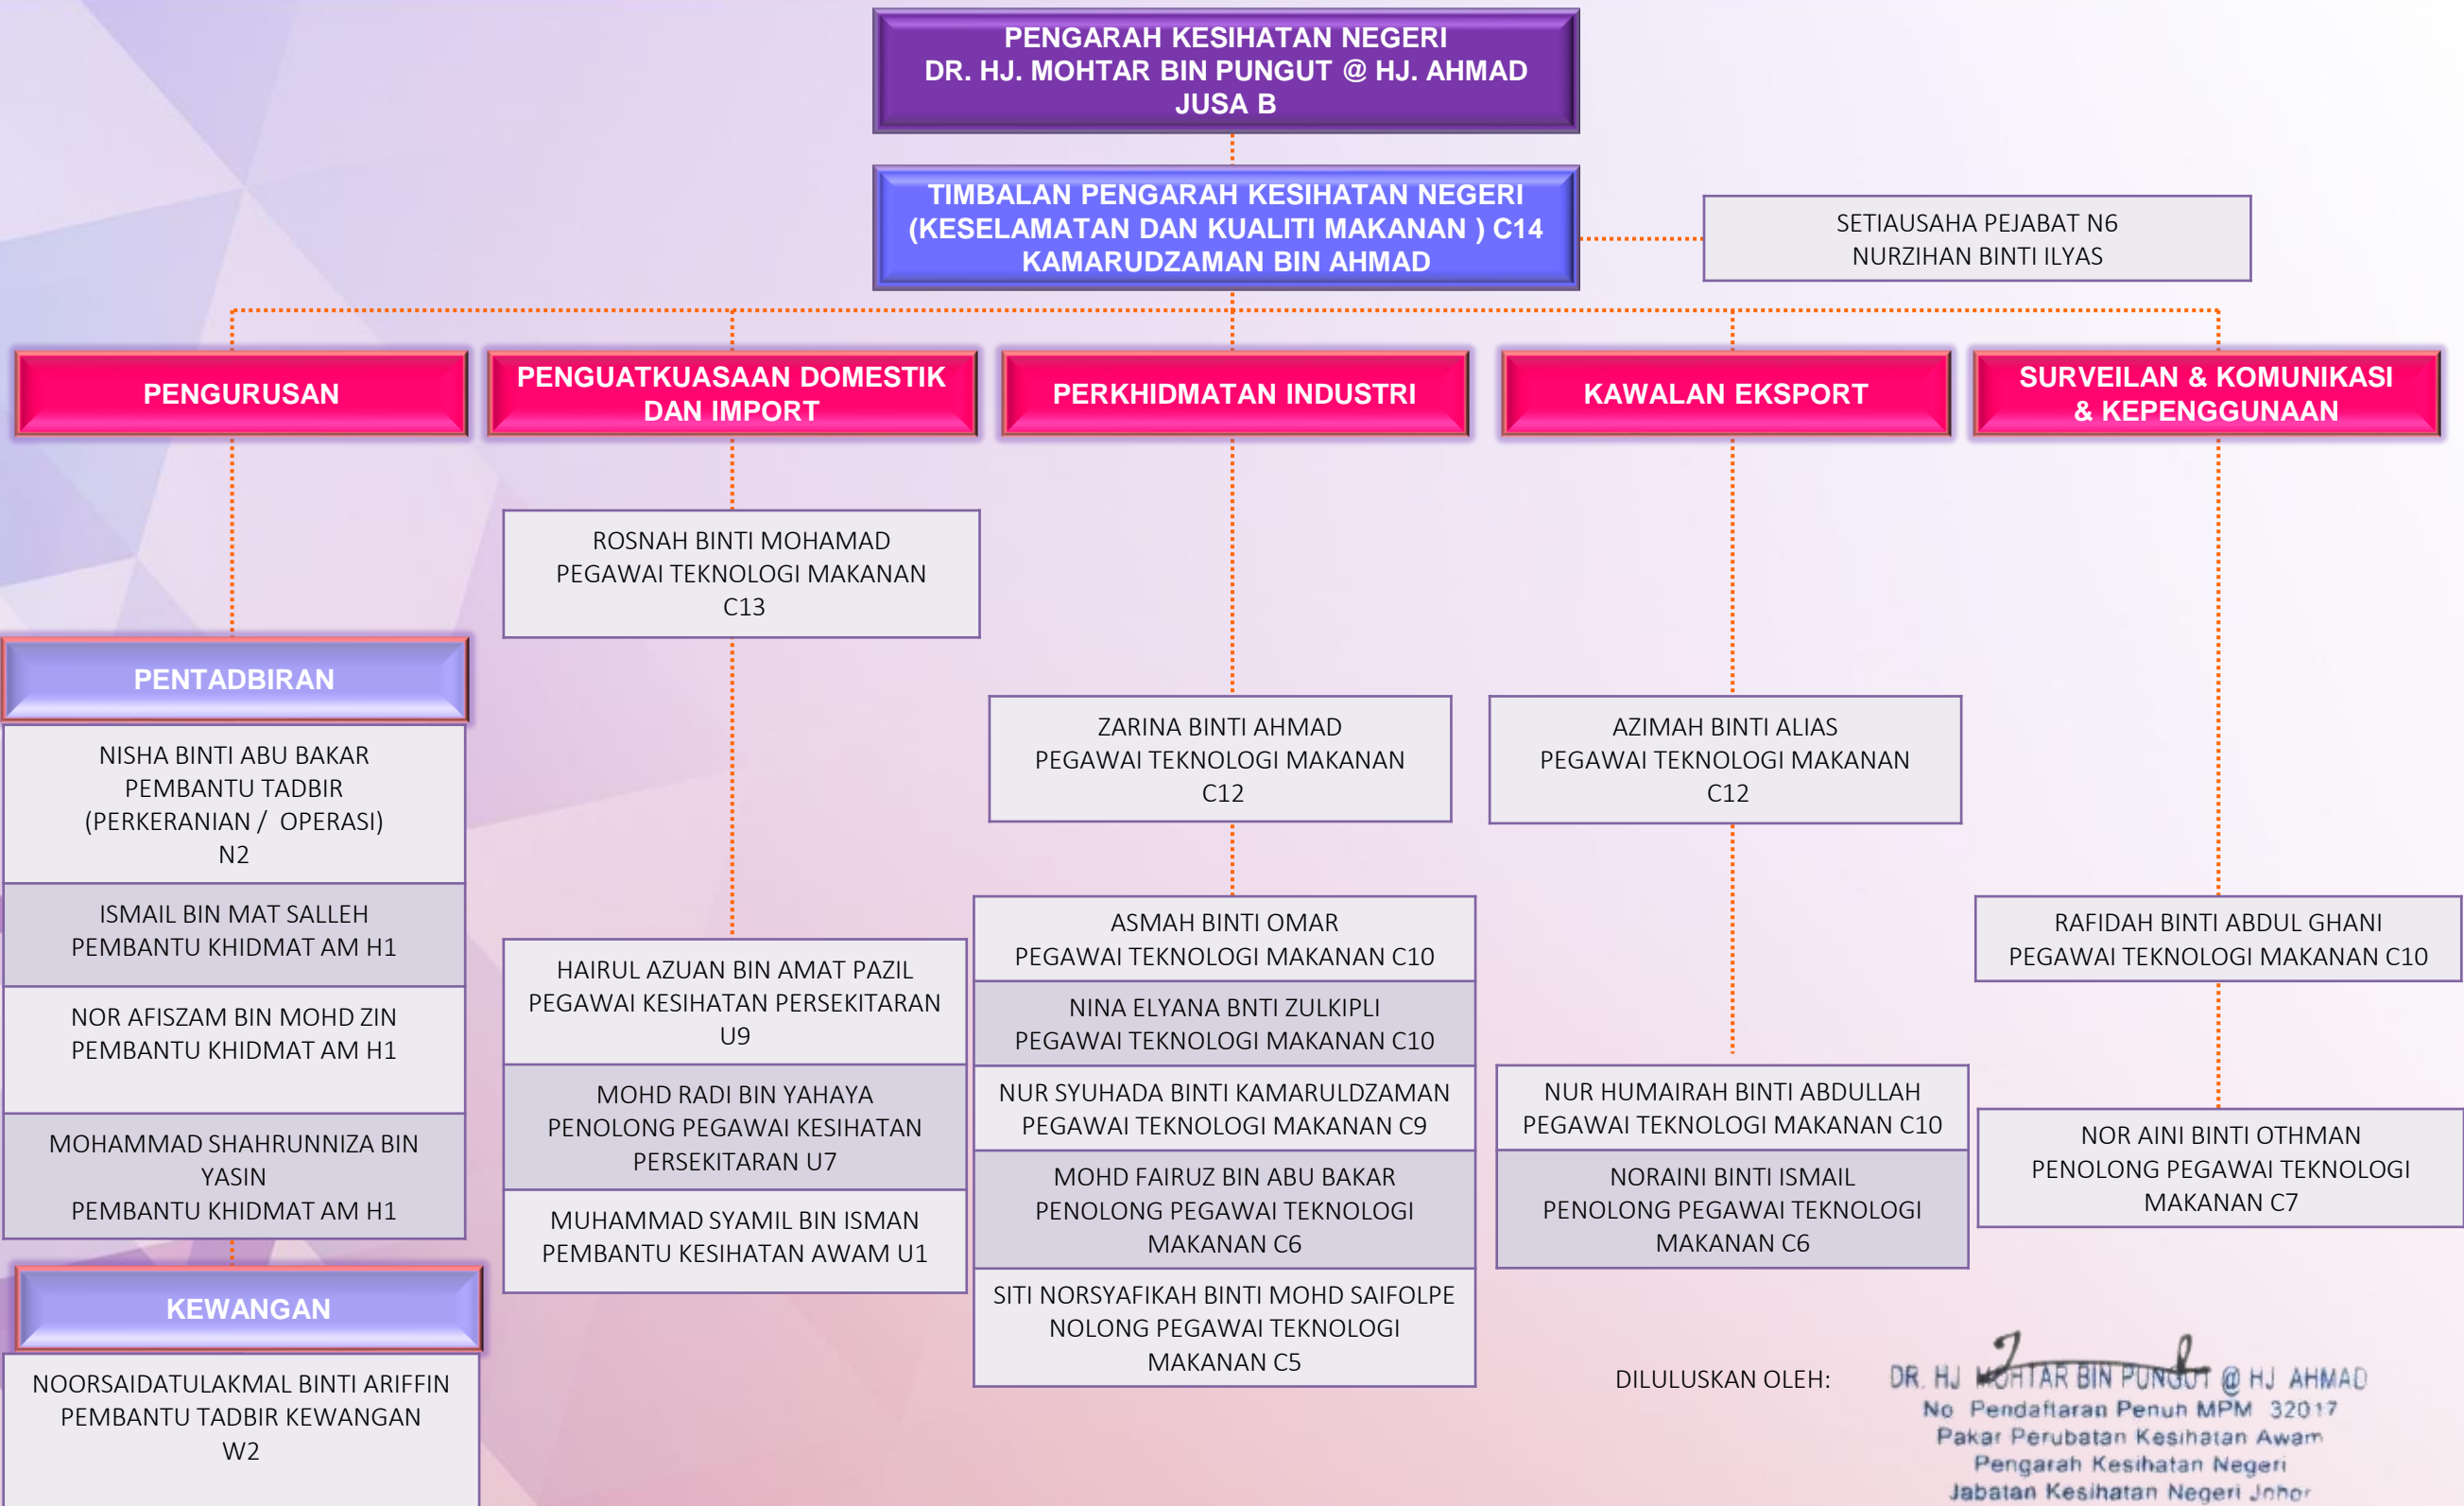 PENGARAH KESIHATAN NEGERI
DR. HJ. MOHTAR BIN PUNGUT @ HJ. AHMAD
JUSA B
TIMBALAN PENGARAH KESIHATAN NEGERI
(KESELAMATAN DAN KUALITI MAKANAN ) C14
KAMARUDZAMAN BIN AHMAD
SETIAUSAHA PEJABAT N6
NURZIHAN BINTI ILYAS
PENGURUSAN
PENTADBIRAN
NISHA BINTI ABU BAKAR
PEMBANTU TADBIR
(PERKERANIAN / OPERASI)
N2
ISMAIL BIN MAT SALLEH
PEMBANTU KHIDMAT AM H1
NOR AFISZAM BIN MOHD ZIN
PEMBANTU KHIDMAT AM H1
MOHAMMAD SHAHRUNNIZA BIN
YASIN
PEMBANTU KHIDMAT AM H1
KEWANGAN
NOORSAIDATULAKMAL BINTI ARIFFIN
PEMBANTU TADBIR KEWANGAN
W2
PENGUATKUASAAN DOMESTIK
DAN IMPORT
ROSNAH BINTI MOHAMAD
PEGAWAI TEKNOLOGI MAKANAN
C13
HAIRUL AZUAN BIN AMAT PAZIL
PEGAWAI KESIHATAN PERSEKITARAN
U9
MOHD RADI BIN YAHAYA
PENOLONG PEGAWAI KESIHATAN
PERSEKITARAN U7
MUHAMMAD SYAMIL BIN ISMAN
PEMBANTU KESIHATAN AWAM U1
PERKHIDMATAN INDUSTRI
ZARINA BINTI AHMAD
PEGAWAI TEKNOLOGI MAKANAN
C12
ASMAH BINTI OMAR
PEGAWAI TEKNOLOGI MAKANAN C10
NINA ELYANA BNTI ZULKIPLI
PEGAWAI TEKNOLOGI MAKANAN C10
NUR SYUHADA BINTI KAMARULDZAMAN
PEGAWAI TEKNOLOGI MAKANAN C9
MOHD FAIRUZ BIN ABU BAKAR
PENOLONG PEGAWAI TEKNOLOGI
MAKANAN C6
SITI NORSYAFIKAH BINTI MOHD SAIFOLPE
NOLONG PEGAWAI TEKNOLOGI
MAKANAN C5
KAWALAN EKSPORT
AZIMAH BINTI ALIAS
PEGAWAI TEKNOLOGI MAKANAN
C12
NUR HUMAIRAH BINTI ABDULLAH
PEGAWAI TEKNOLOGI MAKANAN C10
NORAINI BINTI ISMAIL
PENOLONG PEGAWAI TEKNOLOGI
MAKANAN C6
SURVEILAN & KOMUNIKASI
& KEPENGGUNAAN
RAFIDAH BINTI ABDUL GHANI
PEGAWAI TEKNOLOGI MAKANAN C10
NOR AINI BINTI OTHMAN
PENOLONG PEGAWAI TEKNOLOGI
MAKANAN C7
DILULUSKAN OLEH:
DR. HJ MOHTAR BIN PUNGUT @ HJ AHMAD
No Pendaftaran Penuh MPM 32017
Pakar Perubatan Kesihatan Awam
Pengarah Kesihatan Negeri
Jabatan Kesihatan Negeri Johor